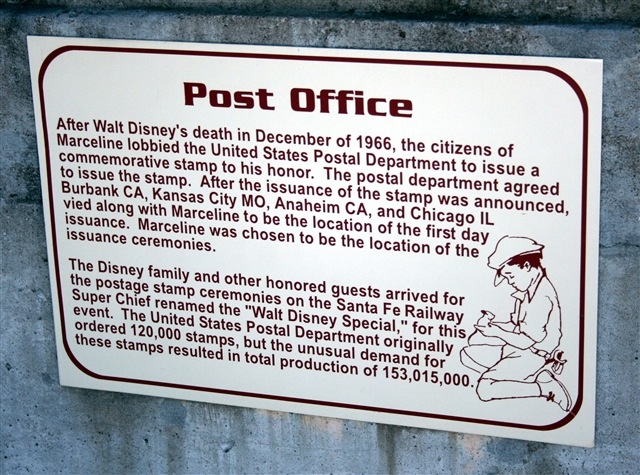 Post Office
After Walt Disney's death in December of 1966, the citizens of
Marceline lobbied the United States Postal Department to issue a
commemorative stamp to his honor. The postal department agreed
to issue the stamp. After the issuance of the stamp was announced,
Burbank CA, Kansas City MO, Anaheim CA, and Chicago IL
vied along with Marceline to be the location of the first day
issuance. Marceline was chosen to be the location of the
issuance ceremonies.
The Disney family and other honored guests arrived for
the postage stamp ceremonies on the Santa Fe Railway
Super Chief renamed the "Walt Disney Special," for this
event. The United States Postal Department originally
ordered 120,000 stamps, but the unusual demand for
these stamps resulted in total production of 153,015,000.